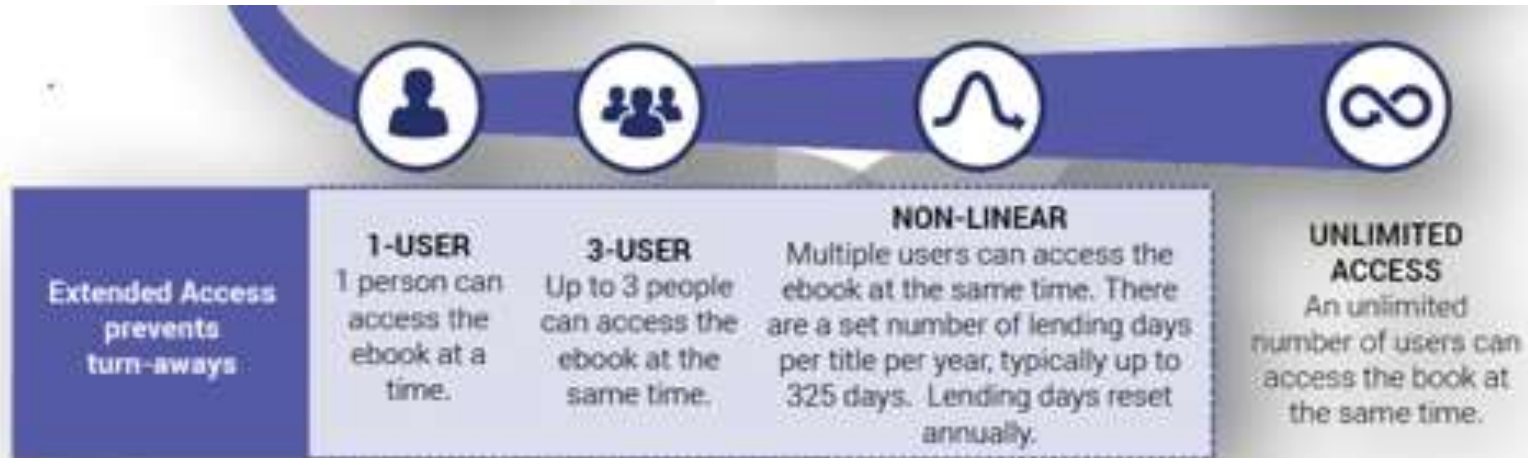 Extended Access
prevents
turn-aways
1-USER
1 person can
access the
ebook at a
time.
3-USER
Up to 3 people
can access the
ebook at the
same time.
NON-LINEAR
Multiple users can access the
ebook at the same time. There
are a set number of lending days
per title per year, typically up to
325 days. Lending days reset
annually.
UNLIMITED
ACCESS
An unlimited
number of users can
access the book at
the same time.